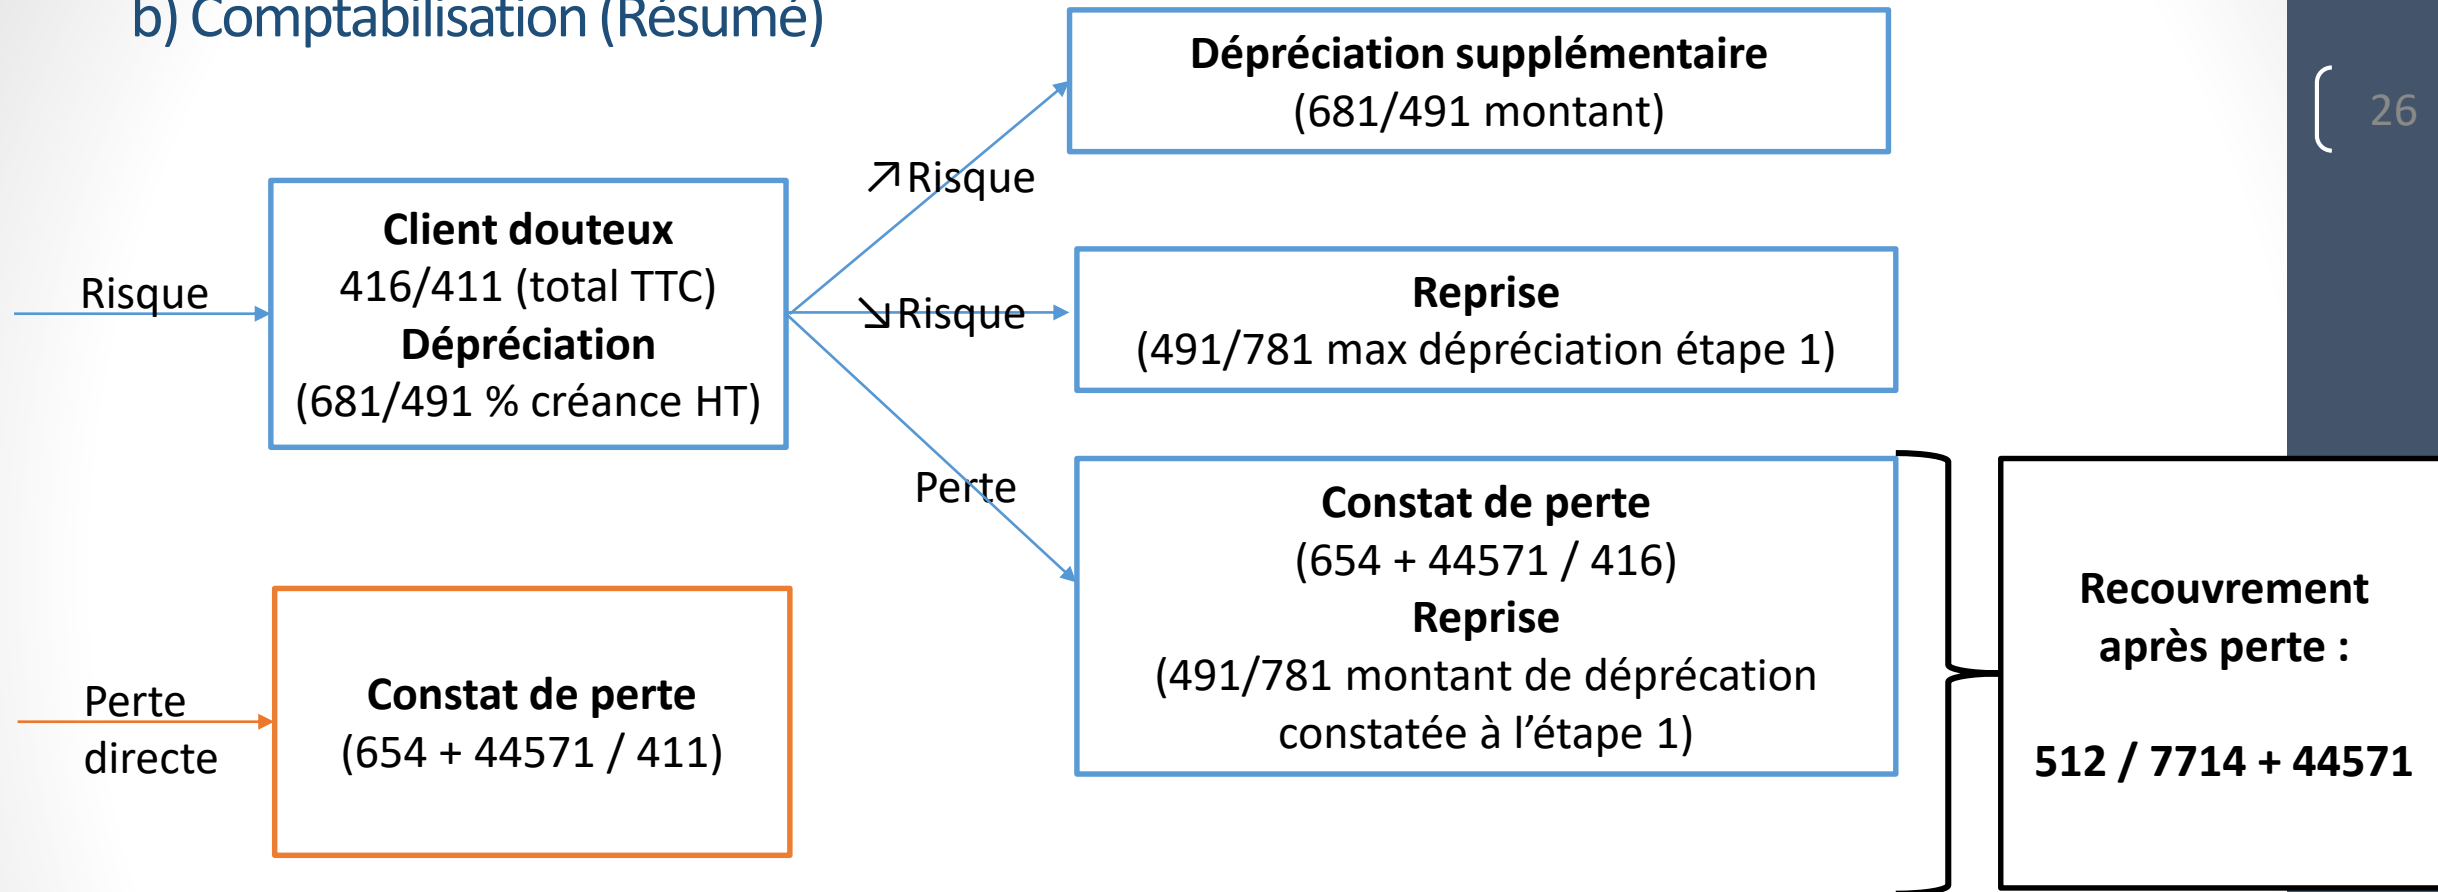 b) Comptabilisation (Résumé)
26
Risque
Client douteux
416/411 (total TTC)
Dépréciation
(681/491 % créance HT)
↗Risque
Dépréciation supplémentaire
(681/491 montant)
↘Risque
Reprise
(491/781 max dépréciation étape 1)
Perte
Constat de perte
(654 + 44571 / 416)
Reprise
(491/781 montant de déprécation
constatée à l’étape 1)
Perte
directe
Constat de perte
(654 + 44571 / 411)
Recouvrement
après perte :
512 / 7714 + 44571